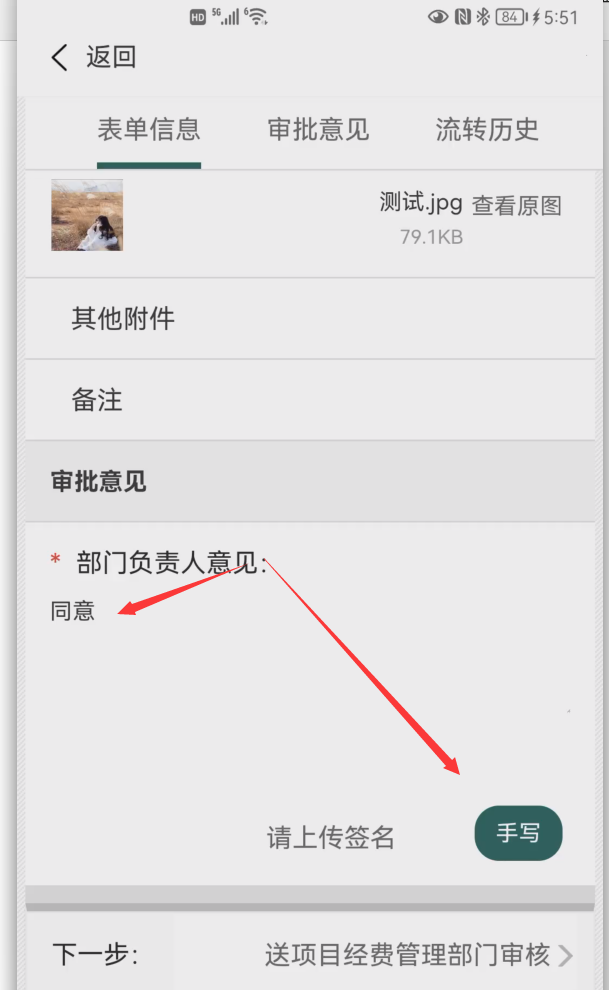 HD 5G 6 84 5:51
返回
表单信息 审批意见 流转历史
测试.jpg 查看原图
79.1KB
其他附件
备注
审批意见
* 部门负责人意见:
同意
请上传签名 手写
下一步: 送项目经费管理部门审核